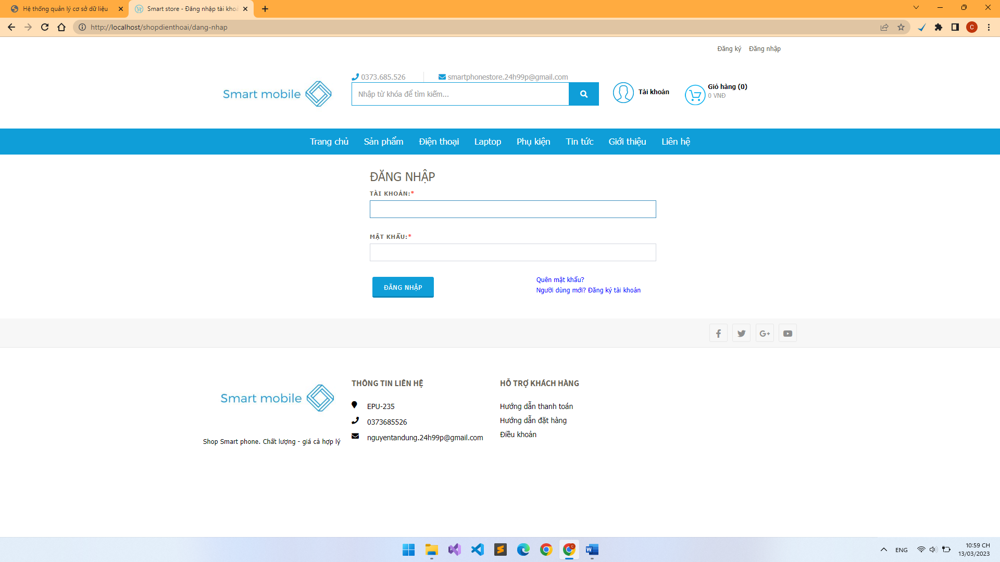 Hệ thống quản lý cơ sở dữ liệu
Smart store - Đăng nhập tài khoả
http://localhost/shopdienthoai/dang-nhap
C
Đăng ký Đăng nhập
0373.685.526 smartphonestore.24h99p@gmail.com
Smart mobile
Nhập từ khóa để tìm kiếm...
Tài khoản
Giỏ hàng (0)
0 VNĐ
Trang chủ Sản phẩm Điện thoại Laptop Phụ kiện Tin tức Giới thiệu Liên hệ
ĐĂNG NHẬP
TÀI KHOẢN:*
MẬT KHẨU:*
ĐĂNG NHẬP
Quên mật khẩu?
Người dùng mới? Đăng ký tài khoản
Smart mobile
Shop Smart phone. Chất lượng - giá cả hợp lý
THÔNG TIN LIÊN HỆ
EPU-235
0373685526
nguyentandung.24h99p@gmail.com
HỖ TRỢ KHÁCH HÀNG
Hướng dẫn thanh toán
Hướng dẫn đặt hàng
Điều khoản
ENG
10:59 CH
13/03/2023